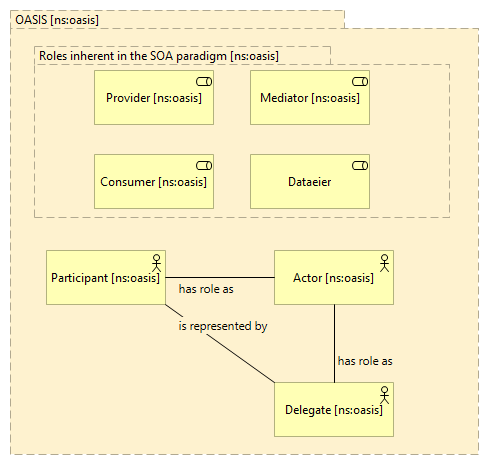 OASIS [ns:oasis]
Roles inherent in the SOA paradigm [ns:oasis]
Provider [ns:oasis]
Mediator [ns:oasis]
Consumer [ns:oasis]
Dataeier
Participant [ns:oasis]
Actor [ns:oasis]
has role as
is represented by
has role as
Delegate [ns:oasis]